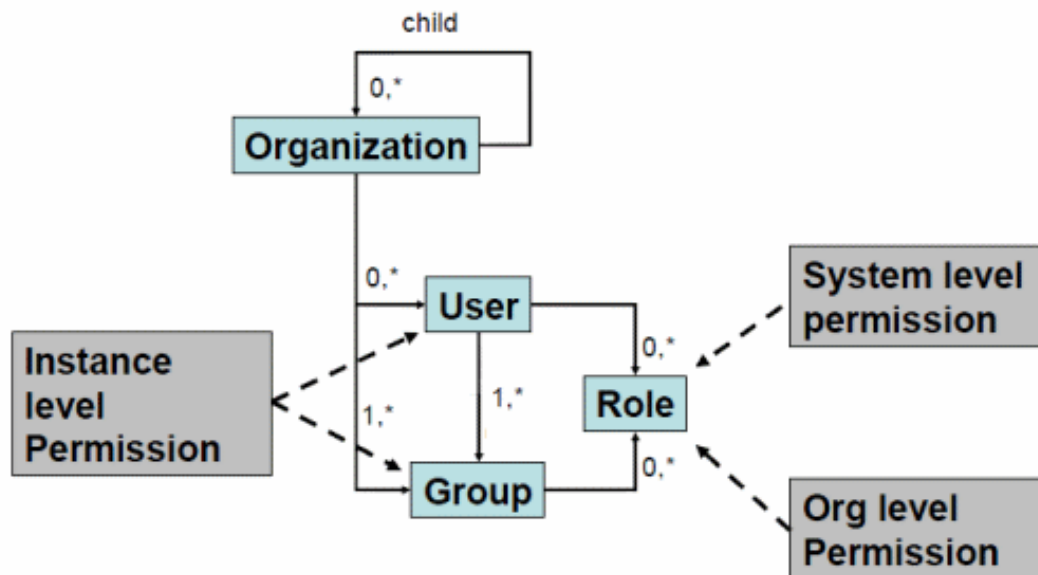 child
0,*
Organization
0,*
User
System level
permission
Instance
level
Permission
0,*
1,*
1,*
Role
0,*
Group
Org level
Permission